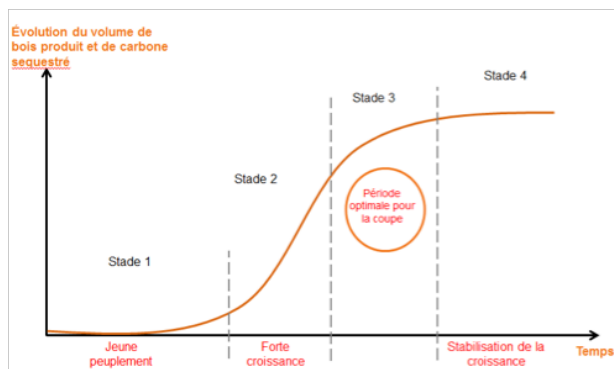 Évolution du volume de
bois produit et de carbone
sequestré
Stade 1
Stade 2
Stade 3
Stade 4
Période
optimale pour
la coupe
Jeune
peuplement
Forte
croissance
Stabilisation de la
croissance
Temps